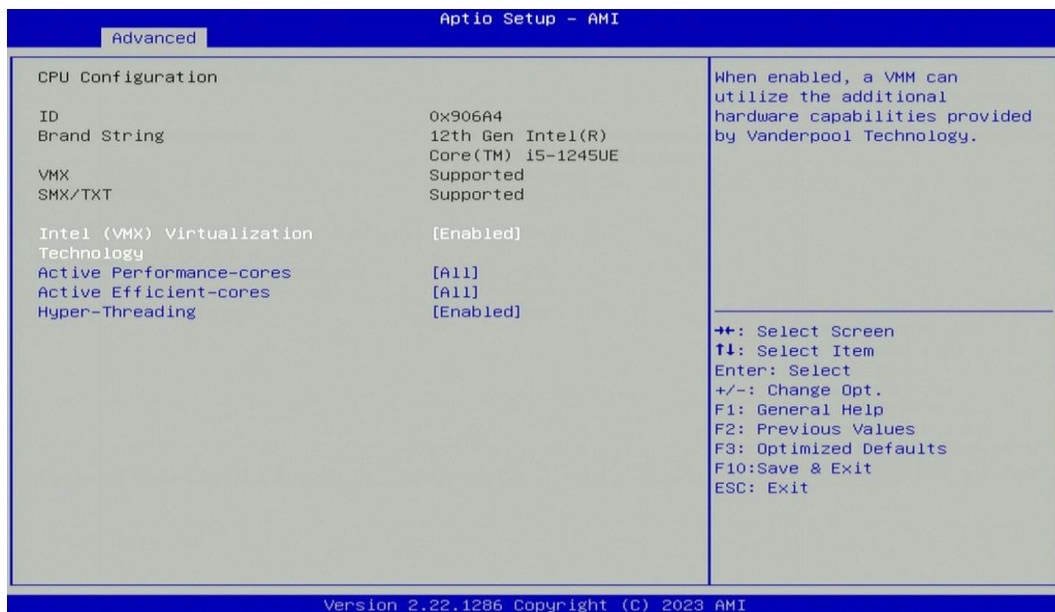 Aptio Setup – AMI
Advanced
CPU Configuration
ID 0x906A4
Brand String 12th Gen Intel(R)
Core(TM) i5-1245UE
VMX Supported
SMX/TXT Supported
Intel (VMX) Virtualization [Enabled]
Technology
Active Performance-cores [All]
Active Efficient-cores [All]
Hyper-Threading [Enabled]
When enabled, a VMM can
utilize the additional
hardware capabilities provided
by Vanderpool Technology.
→←: Select Screen
↑↓: Select Item
Enter: Select
+/-: Change Opt.
F1: General Help
F2: Previous Values
F3: Optimized Defaults
F10:Save & Exit
ESC: Exit
Version 2.22.1286 Copyright (C) 2023 AMI